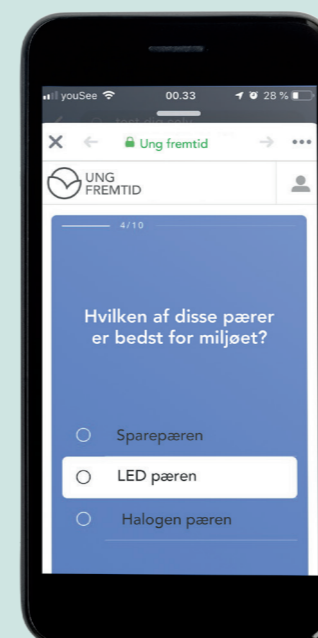 youSee 00.33 28 %
Ung fremtid
UNG
FREMTID
4/10
Hvilken af disse pærer
er bedst for miljøet?
Sparepæren
LED pæren
Halogen pæren